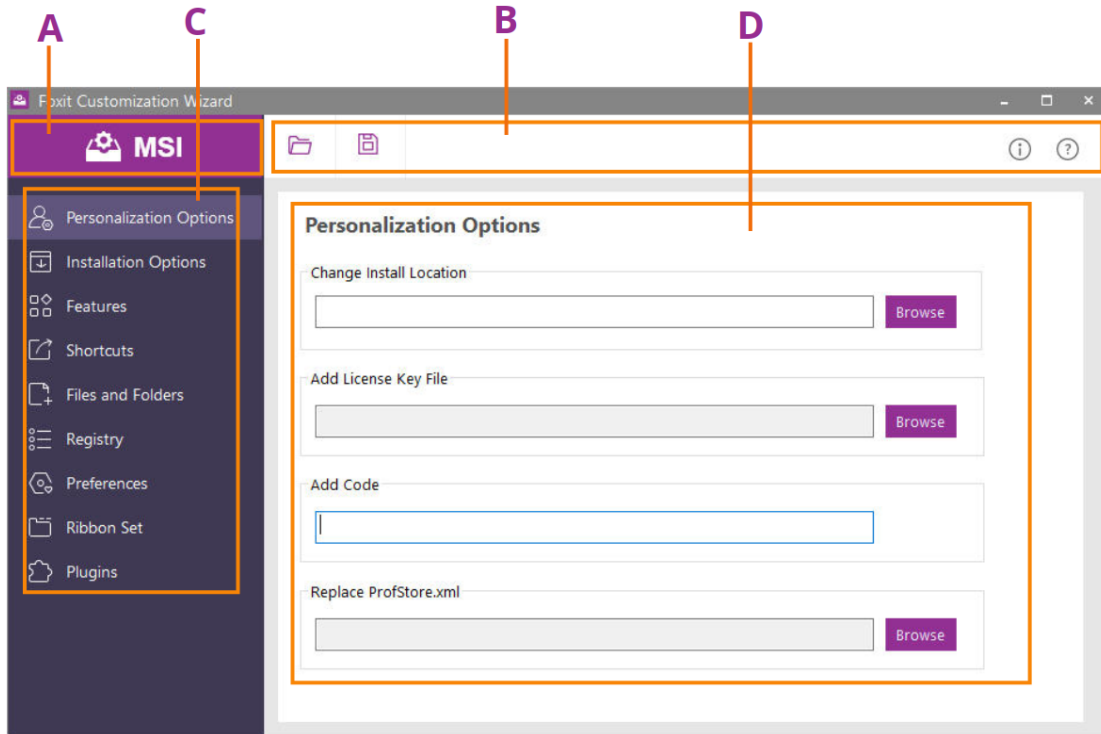 A
C
B
D
Foxit Customization Wizard
MSI
Personalization Options
Installation Options
Features
Shortcuts
Files and Folders
Registry
Preferences
Ribbon Set
Plugins
Personalization Options
Change Install Location
Browse
Add License Key File
Browse
Add Code
Replace ProfStore.xml
Browse